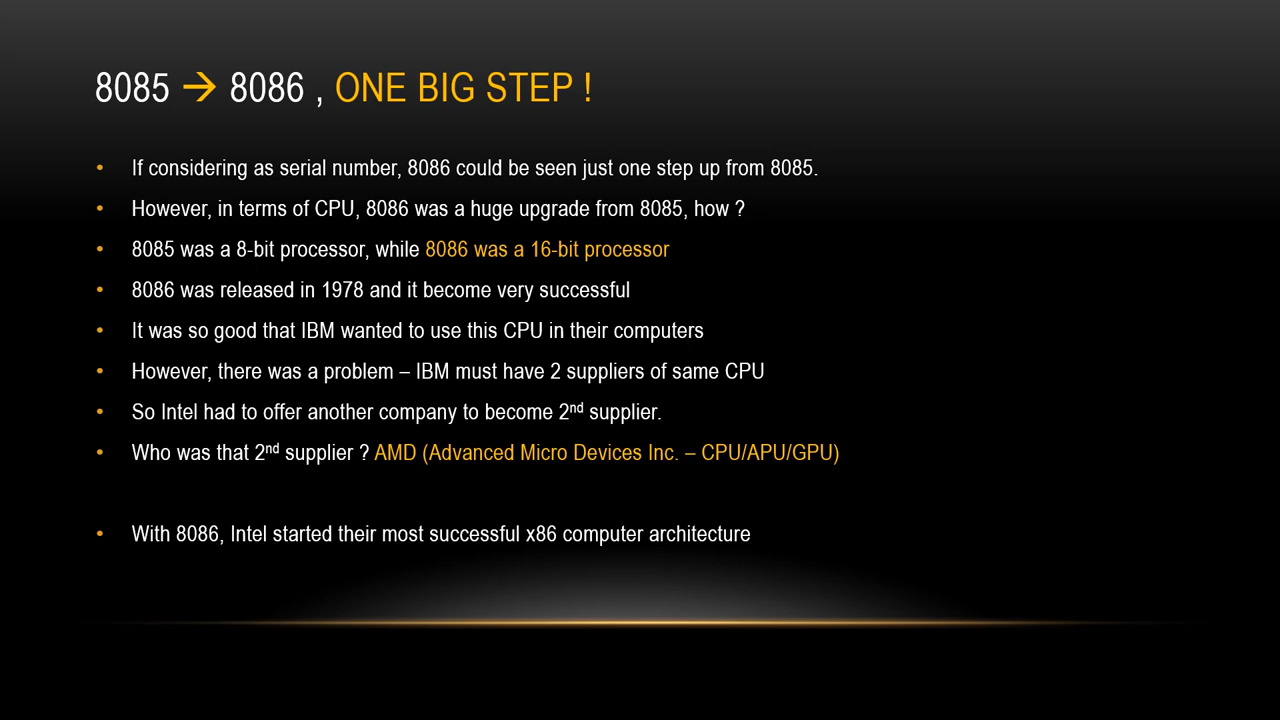 8085 → 8086 , ONE BIG STEP !
• If considering as serial number, 8086 could be seen just one step up from 8085.
• However, in terms of CPU, 8086 was a huge upgrade from 8085, how ?
• 8085 was a 8-bit processor, while 8086 was a 16-bit processor
• 8086 was released in 1978 and it become very successful
• It was so good that IBM wanted to use this CPU in their computers
• However, there was a problem – IBM must have 2 suppliers of same CPU
• So Intel had to offer another company to become 2nd supplier.
• Who was that 2nd supplier ? AMD (Advanced Micro Devices Inc. – CPU/APU/GPU)
• With 8086, Intel started their most successful x86 computer architecture